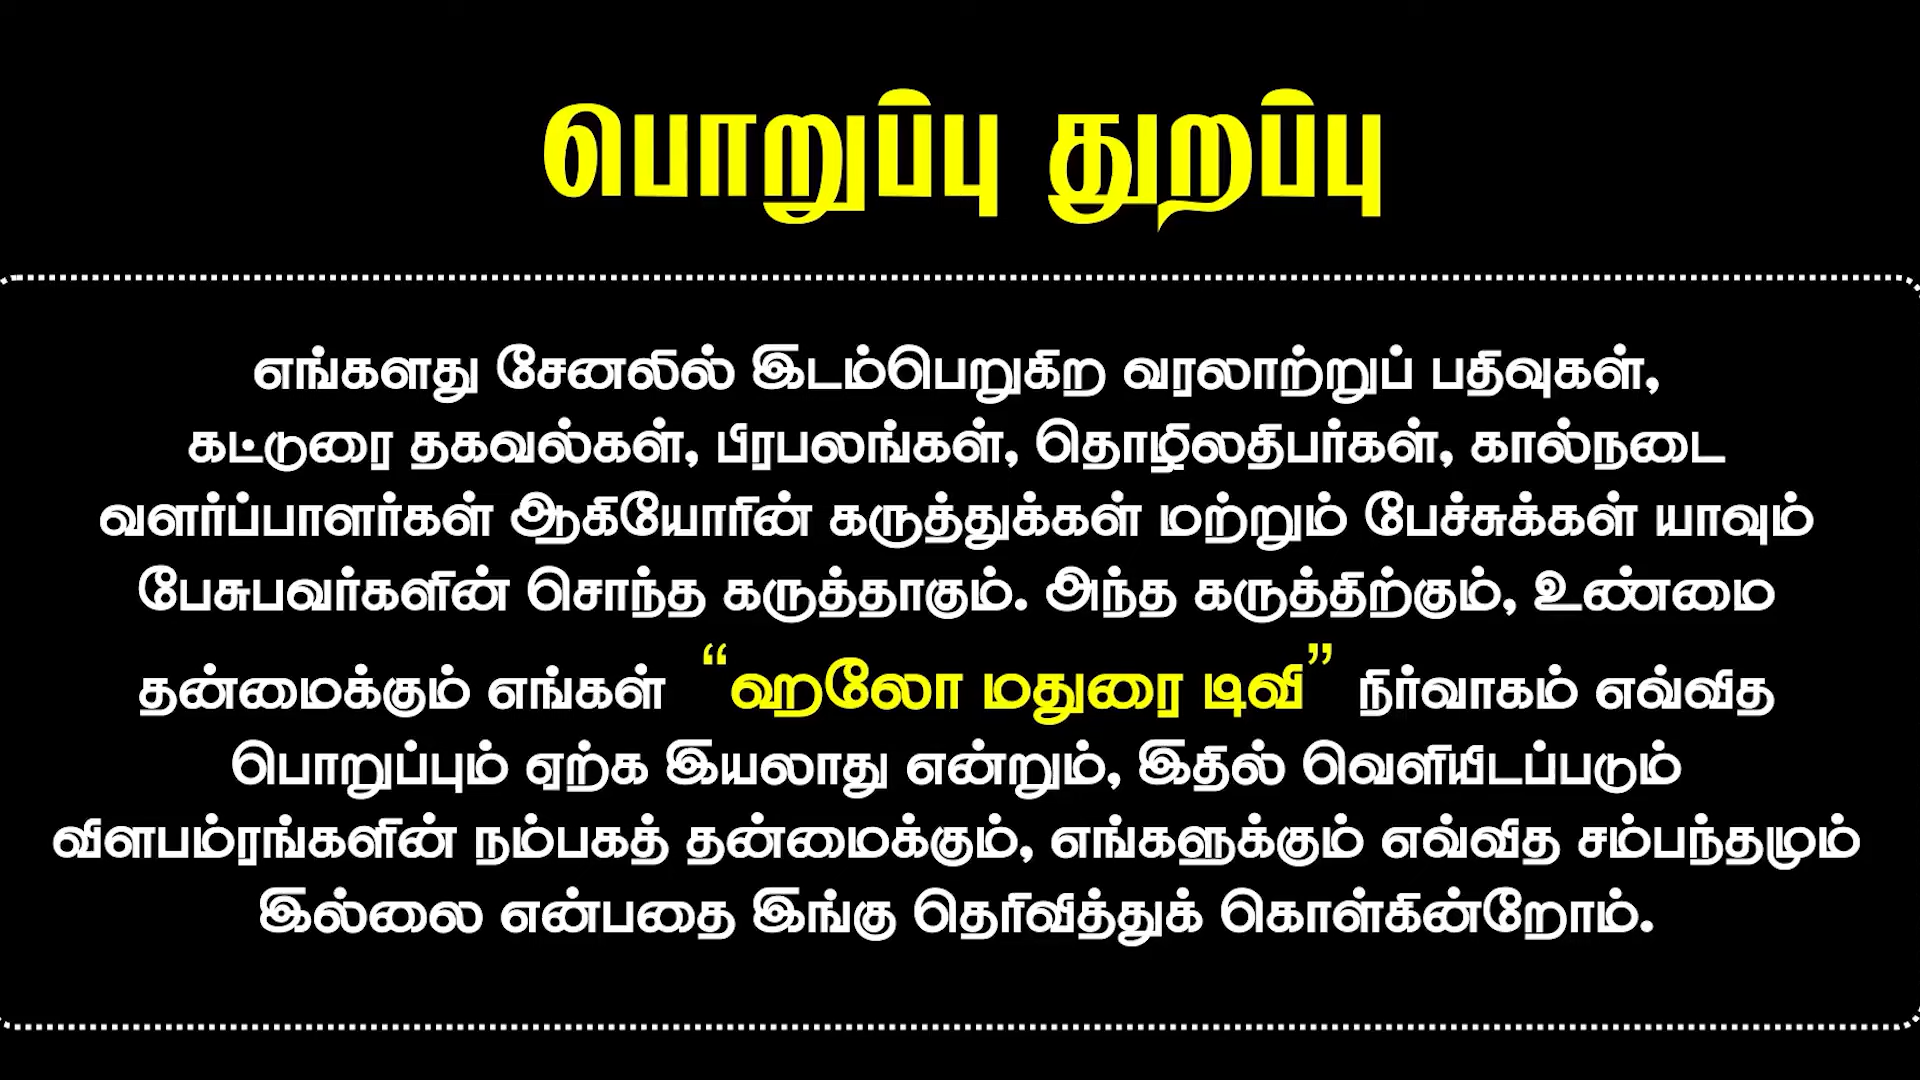 பொறுப்பு துறப்பு
எங்களது சேனலில் இடம்பெறுகிற வரலாற்றுப் பதிவுகள்,
கட்டுரை தகவல்கள், பிரபலங்கள், தொழிலதிபர்கள், கால்நடை
வளர்ப்பாளர்கள் ஆகியோரின் கருத்துக்கள் மற்றும் பேச்சுக்கள் யாவும்
பேசுபவர்களின் சொந்த கருத்தாகும். அந்த கருத்திற்கும், உண்மை
தன்மைக்கும் எங்கள் “ஹலோ மதுரை டிவி” நிர்வாகம் எவ்வித
பொறுப்பும் ஏற்க இயலாது என்றும், இதில் வெளியிடப்படும்
விளபம்ரங்களின் நம்பகத் தன்மைக்கும், எங்களுக்கும் எவ்வித சம்பந்தமும்
இல்லை என்பதை இங்கு தெரிவித்துக் கொள்கின்றோம்.